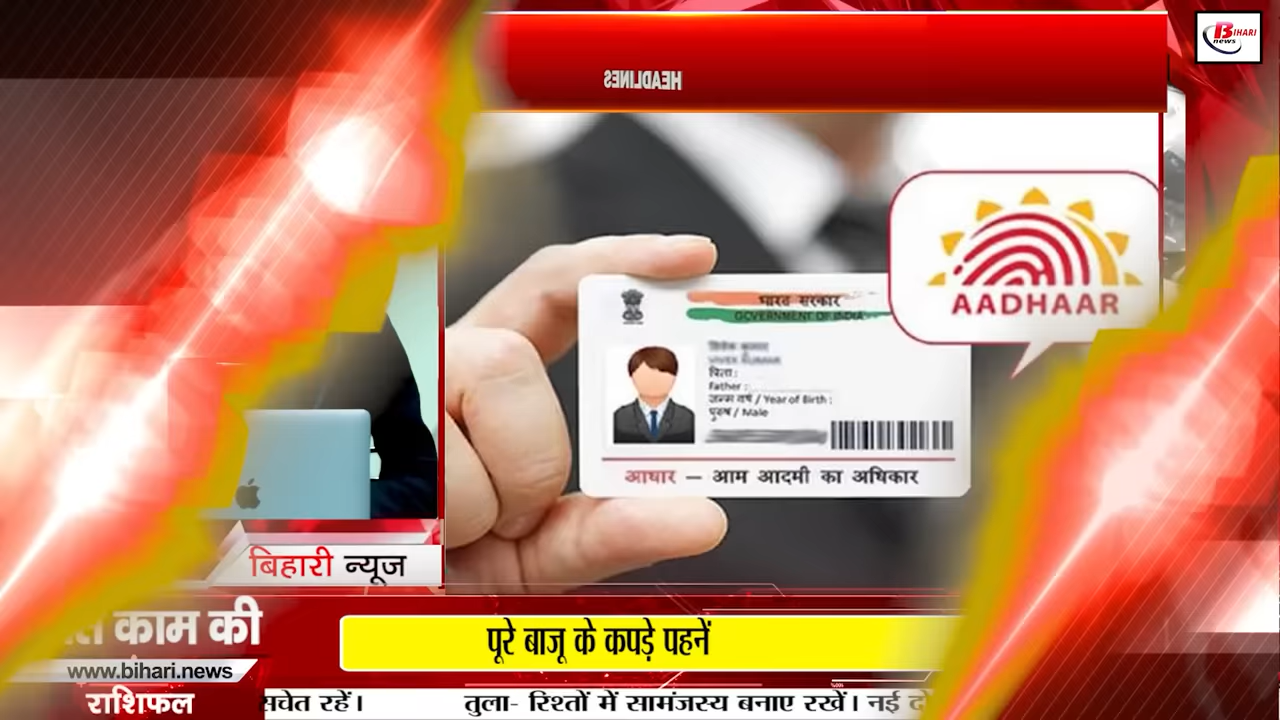 BIHARI
news
HEADLINES
AADHAAR
भारत सरकार
GOVERNMENT OF INDIA
पिता :
Father :
जन्म वर्ष / Year of Birth :
पुरुष / Male
आधार – आम आदमी का अधिकार
बिहारी न्यूज
काम की
पूरे बाजू के कपड़े पहनें
www.bihari.news
राशिफल
सचेत रहें। तुला- रिश्तों में सामंजस्य बनाए रखें। नई